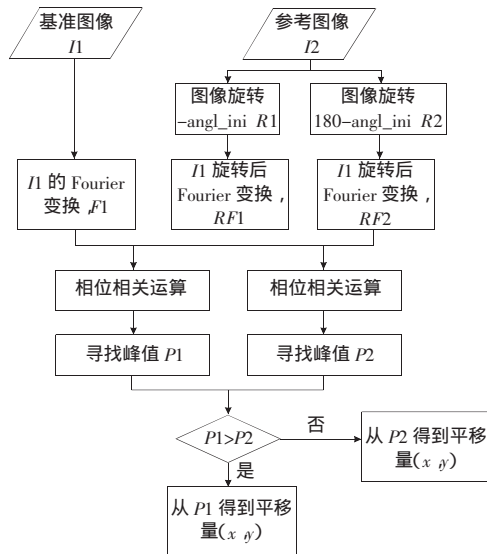 基准图像
I1
参考图像
I2
图像旋转
-angl_ini R1
图像旋转
180-angl_ini R2
I1 的 Fourier
变换 ,F1
I1 旋转后
Fourier 变换 ,
RF1
I1 旋转后
Fourier 变换 ,
RF2
相位相关运算
相位相关运算
寻找峰值 P1
寻找峰值 P2
P1>P2
否
从 P2 得到平移
量(x ,y)
是
从 P1 得到平移
量(x ,y)